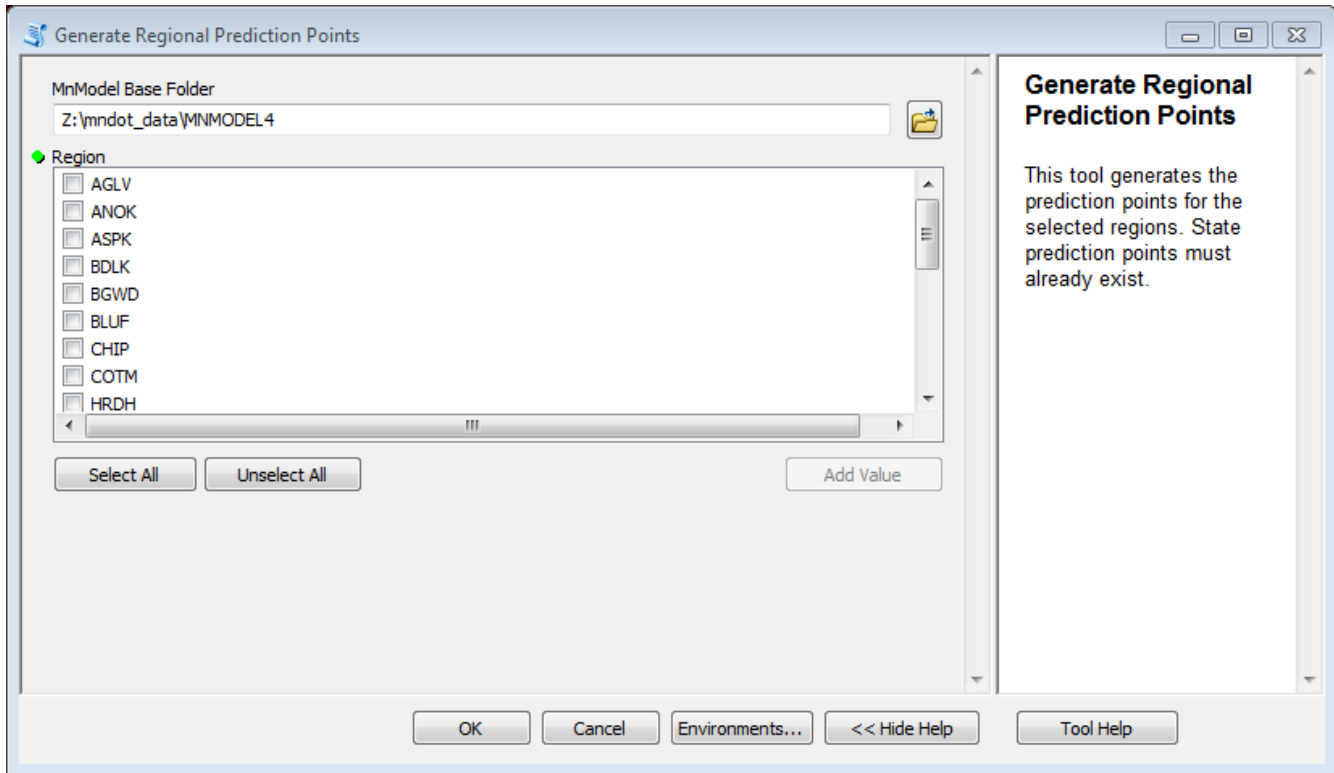 Generate Regional Prediction Points
MnModel Base Folder
Z:\mndot_data\MNMODEL4
Region
AGLV
ANOK
ASPK
BDLK
BGWD
BLUF
CHIP
COTM
HRDH
Select All
Unselect All
Add Value
Generate Regional
Prediction Points
This tool generates the
prediction points for the
selected regions. State
prediction points must
already exist.
OK
Cancel
Environments...
<< Hide Help
Tool Help